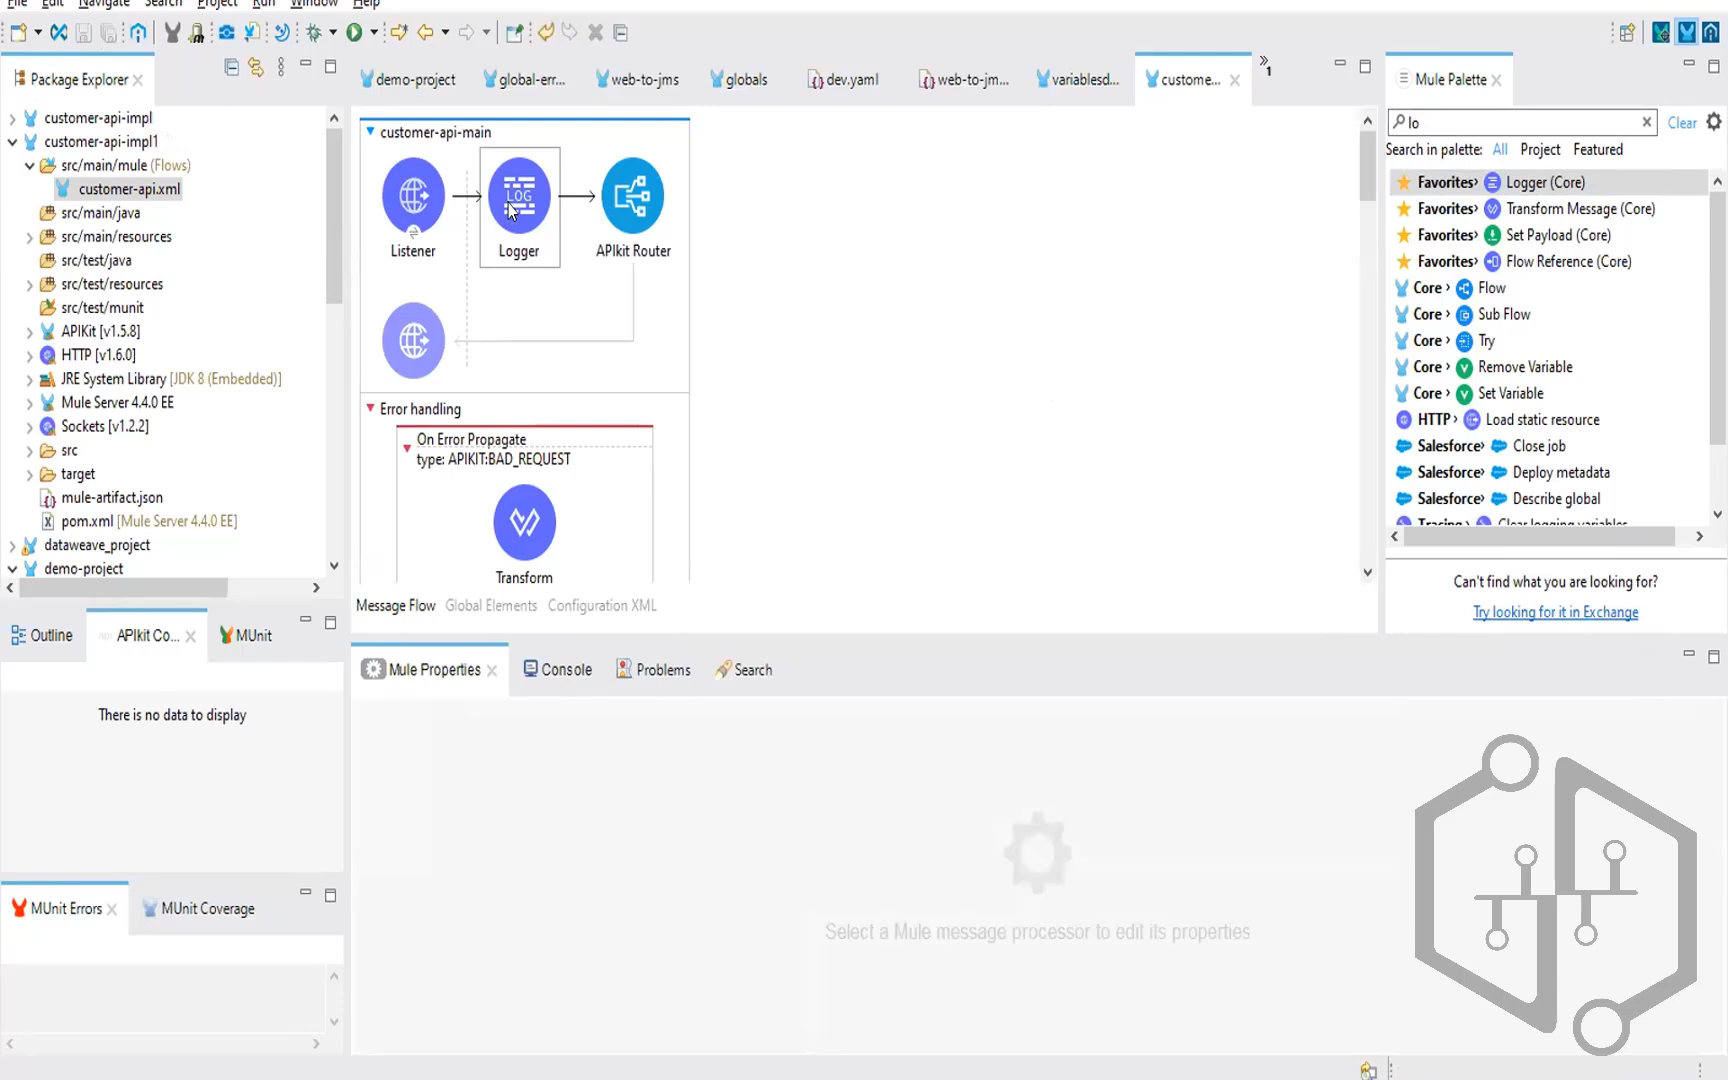 File Edit Navigate Search Project Run Window Help
Package Explorer
customer-api-impl
customer-api-impl1
src/main/mule (Flows)
customer-api.xml
src/main/java
src/main/resources
src/test/java
src/test/resources
src/test/munit
APIKit [v1.5.8]
HTTP [v1.6.0]
JRE System Library [JDK 8 (Embedded)]
Mule Server 4.4.0 EE
Sockets [v1.2.2]
src
target
mule-artifact.json
pom.xml [Mule Server 4.4.0 EE]
dataweave_project
demo-project
Outline
APIkit Co...
MUnit
There is no data to display
MUnit Errors
MUnit Coverage
demo-project
global-err...
web-to-jms
globals
dev.yaml
web-to-jm...
variablesd...
custome...
1
customer-api-main
Listener
LOG
Logger
APIkit Router
Error handling
On Error Propagate
type: APIKIT:BAD_REQUEST
Transform
Message Flow Global Elements Configuration XML
Mule Properties
Console
Problems
Search
Select a Mule message processor to edit its properties
Mule Palette
lo
Clear
Search in palette: All Project Featured
Favorites› Logger (Core)
Favorites› Transform Message (Core)
Favorites› Set Payload (Core)
Favorites› Flow Reference (Core)
Core › Flow
Core › Sub Flow
Core › Try
Core › Remove Variable
Core › Set Variable
HTTP › Load static resource
Salesforce› Close job
Salesforce› Deploy metadata
Salesforce› Describe global
Tracing › Clear logging variables
Can't find what you are looking for?
Try looking for it in Exchange